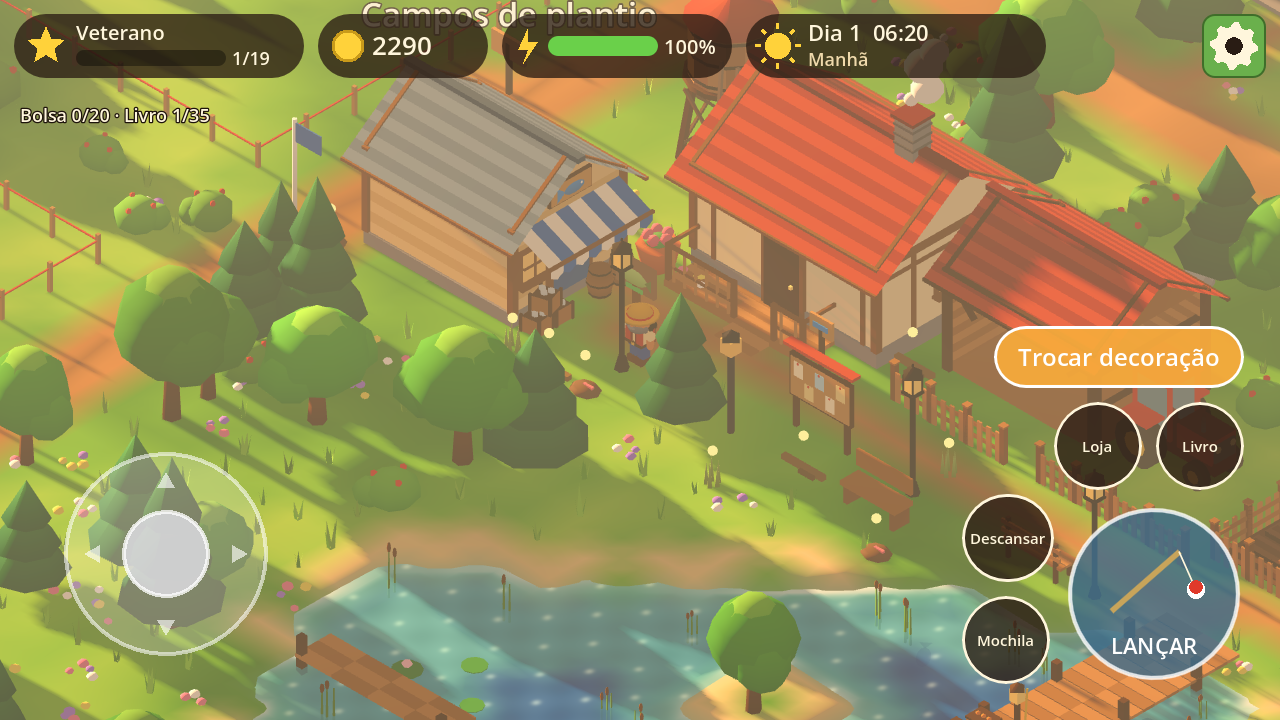 Campos de plantio
Veterano
1/19
2290
100%
Dia 1 06:20
Manhã
Bolsa 0/20 · Livro 1/35
Trocar decoração
Loja
Livro
Descansar
Mochila
LANÇAR